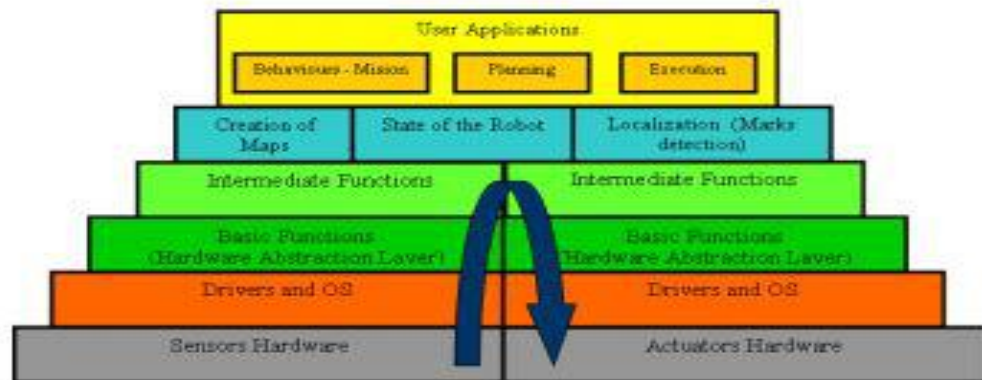 User Applications
Behaviours - Mision
Planning
Execution
Creation of
Maps
State of the Robot
Localization (Marks
detection)
Intermediate Functions
Intermediate Functions
Basic Functions
(Hardware Abstraction Layer)
Basic Functions
(Hardware Abstraction Layer)
Drivers and OS
Drivers and OS
Sensors Hardware
Actuators Hardware